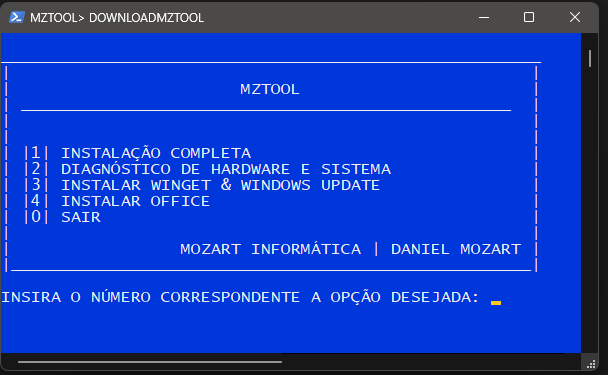 MZTOOL> DOWNLOADMZTOOL
MZTOOL
|1| INSTALAÇÃO COMPLETA
|2| DIAGNÓSTICO DE HARDWARE E SISTEMA
|3| INSTALAR WINGET & WINDOWS UPDATE
|4| INSTALAR OFFICE
|0| SAIR
MOZART INFORMÁTICA | DANIEL MOZART
INSIRA O NÚMERO CORRESPONDENTE A OPÇÃO DESEJADA: